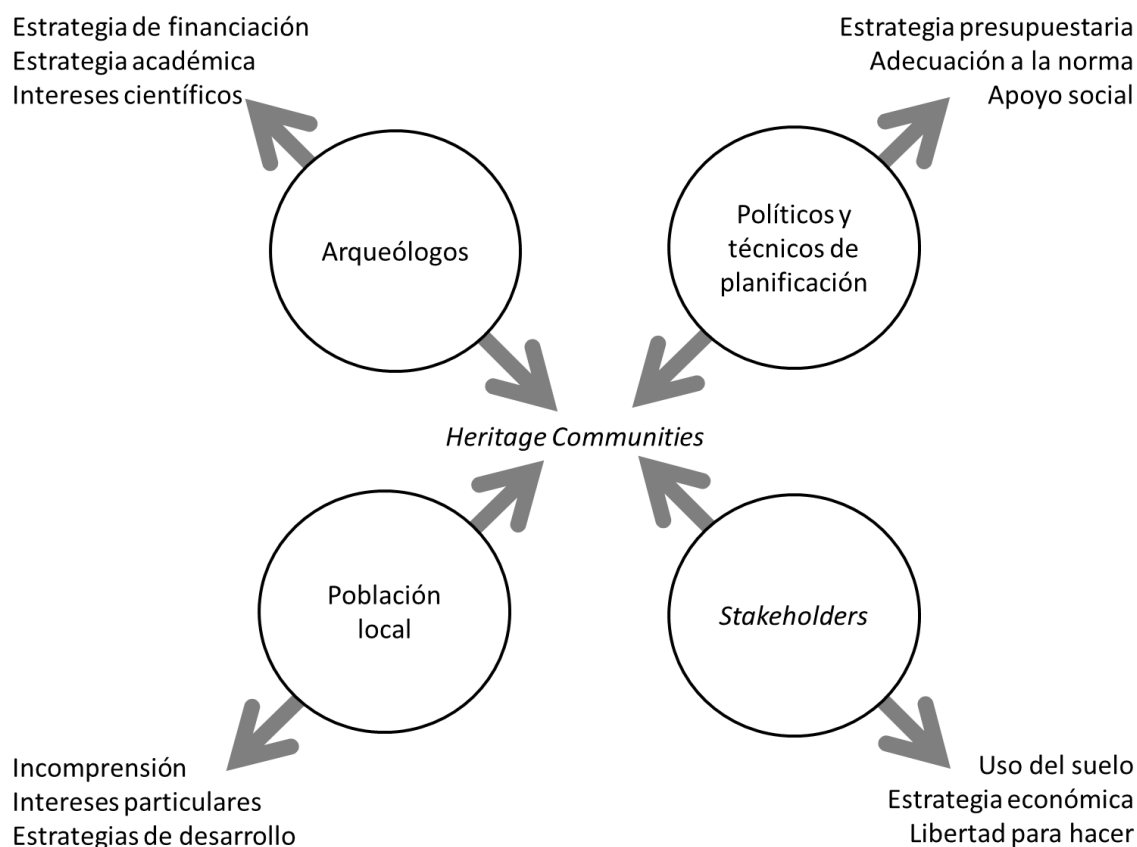 Estrategia de financiación
Estrategia académica
Intereses científicos
Estrategia presupuestaria
Adecuación a la norma
Apoyo social
Arqueólogos
Políticos y
técnicos de
planificación
Heritage Communities
Población
local
Stakeholders
Incomprensión
Intereses particulares
Estrategias de desarrollo
Uso del suelo
Estrategia económica
Libertad para hacer